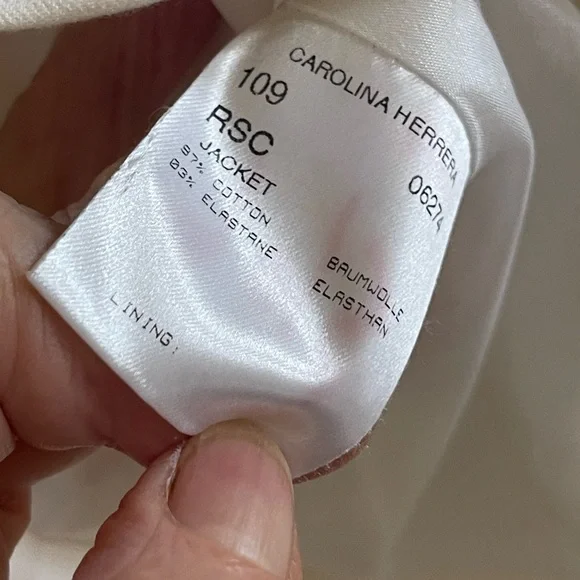 CAROLINA HERRERA
109 06274
RSC
JACKET
97% COTTON BAUMWOLLE
03% ELASTANE ELASTHAN
LINING: